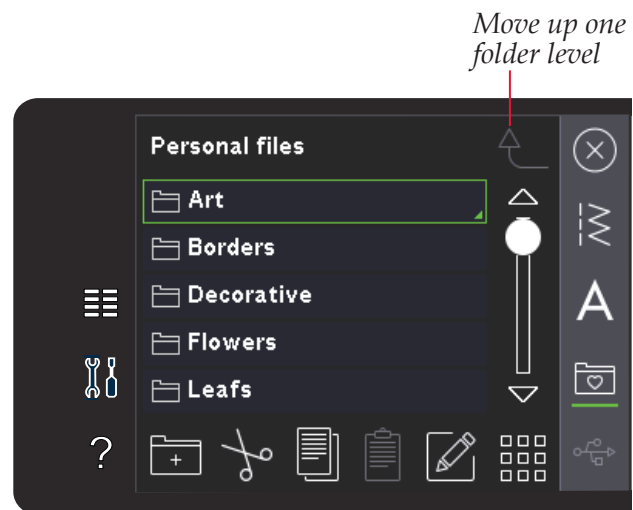 Move up one
folder level
Personal files
Art
Borders
Decorative
A
Flowers
Leafs
?